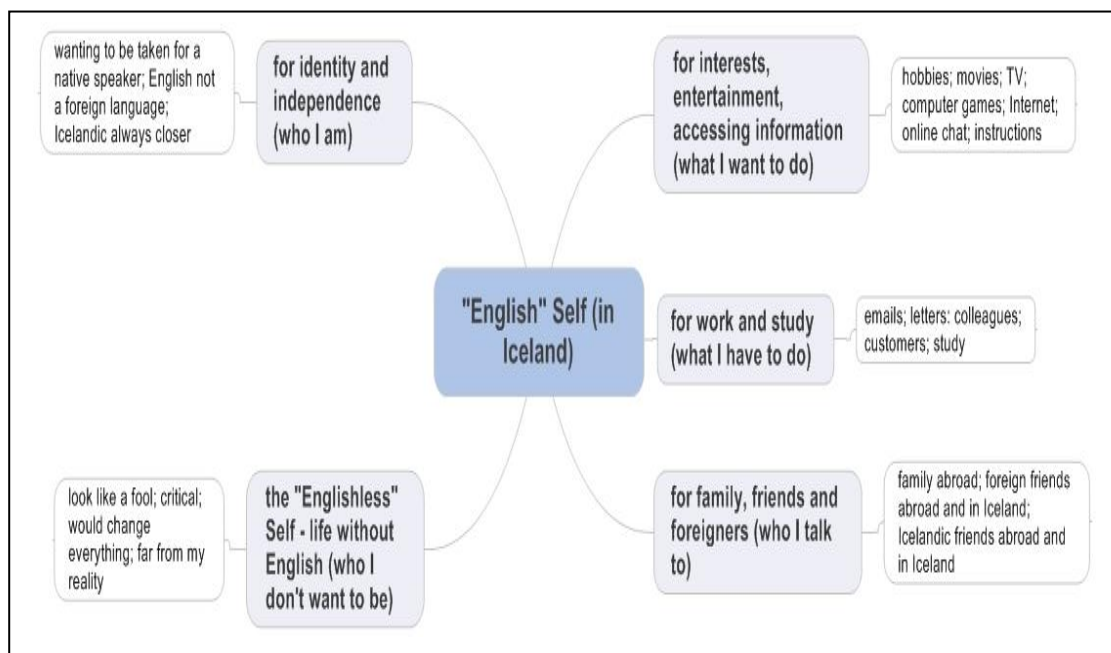 "English" Self (in
Iceland)
for identity and
independence
(who I am)
wanting to be taken for a
native speaker; English not
a foreign language;
Icelandic always closer
for interests,
entertainment,
accessing information
(what I want to do)
hobbies; movies; TV;
computer games; Internet;
online chat; instructions
for work and study
(what I have to do)
emails; letters: colleagues;
customers; study
for family, friends and
foreigners (who I talk
to)
family abroad; foreign friends
abroad and in Iceland;
Icelandic friends abroad and
in Iceland
the "Englishless"
Self - life without
English (who I
don't want to be)
look like a fool; critical;
would change
everything; far from my
reality